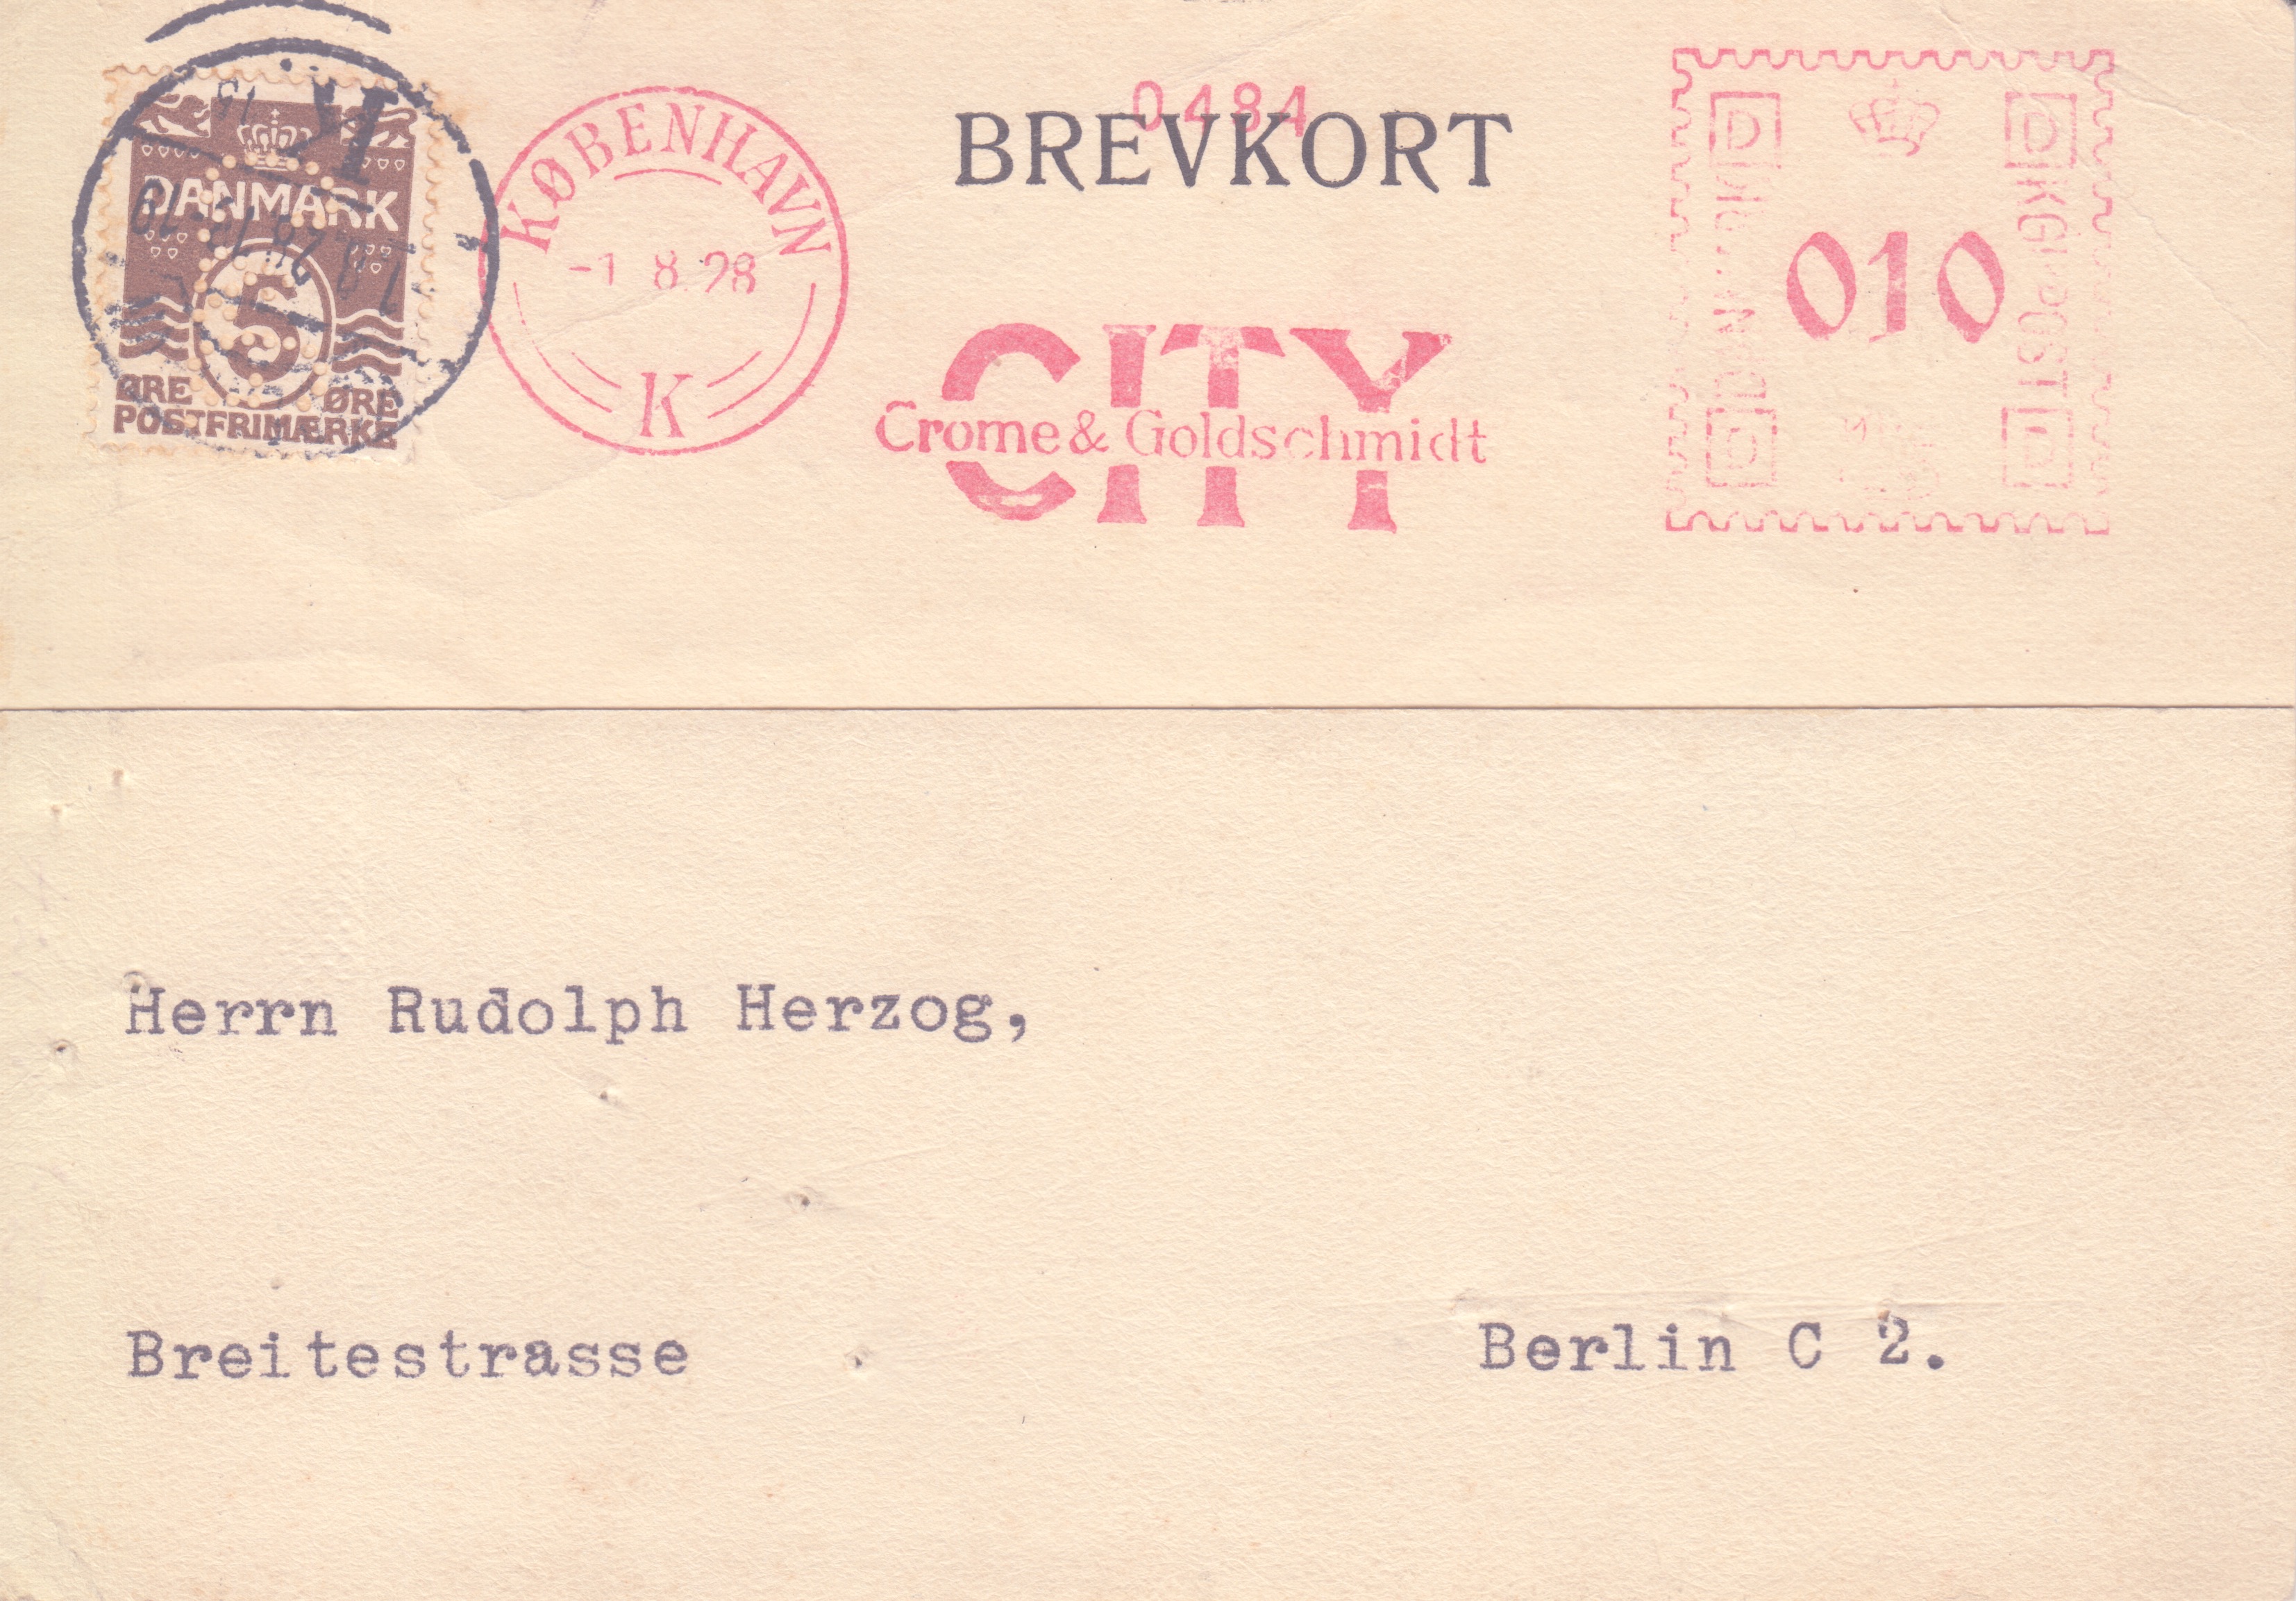 0484
BREVKORT
K
DANMARK
5
ØRE ØRE
POSTFRIMÆRKE
KØBENHAVN
-1 8.28
K
CITY
Crome & Goldschmidt
010
D D
KGL POST
D D
Herrn Rudolph Herzog,
Breitestrasse Berlin C 2.